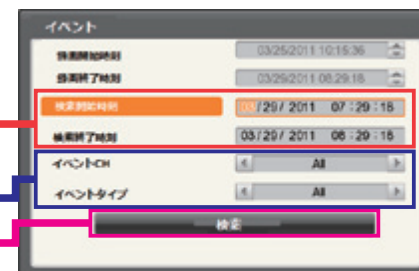 イベント
録画開始時刻 03/25/2011 10:15:36
録画終了時刻 03/29/2011 08:29:18
検索開始時刻 03/29/2011 07:29:18
検索終了時刻 03/29/2011 08:29:18
イベントCH All
イベントタイプ All
検索